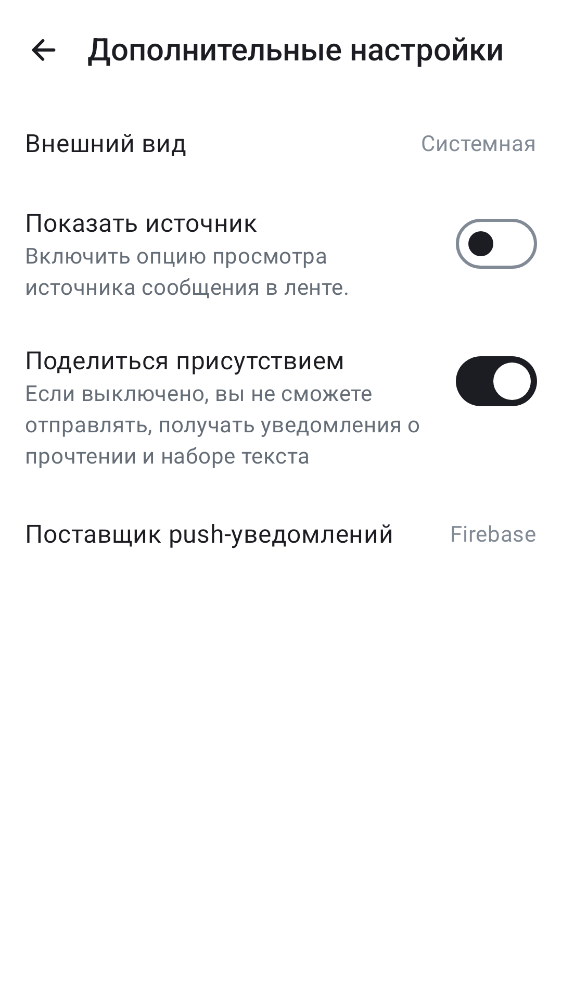 Дополнительные настройки
Внешний вид
Системная
Показать источник
Включить опцию просмотра
источника сообщения в ленте.
Поделиться присутствием
Если выключено, вы не сможете
отправлять, получать уведомления о
прочтении и наборе текста
Поставщик push-уведомлений
Firebase